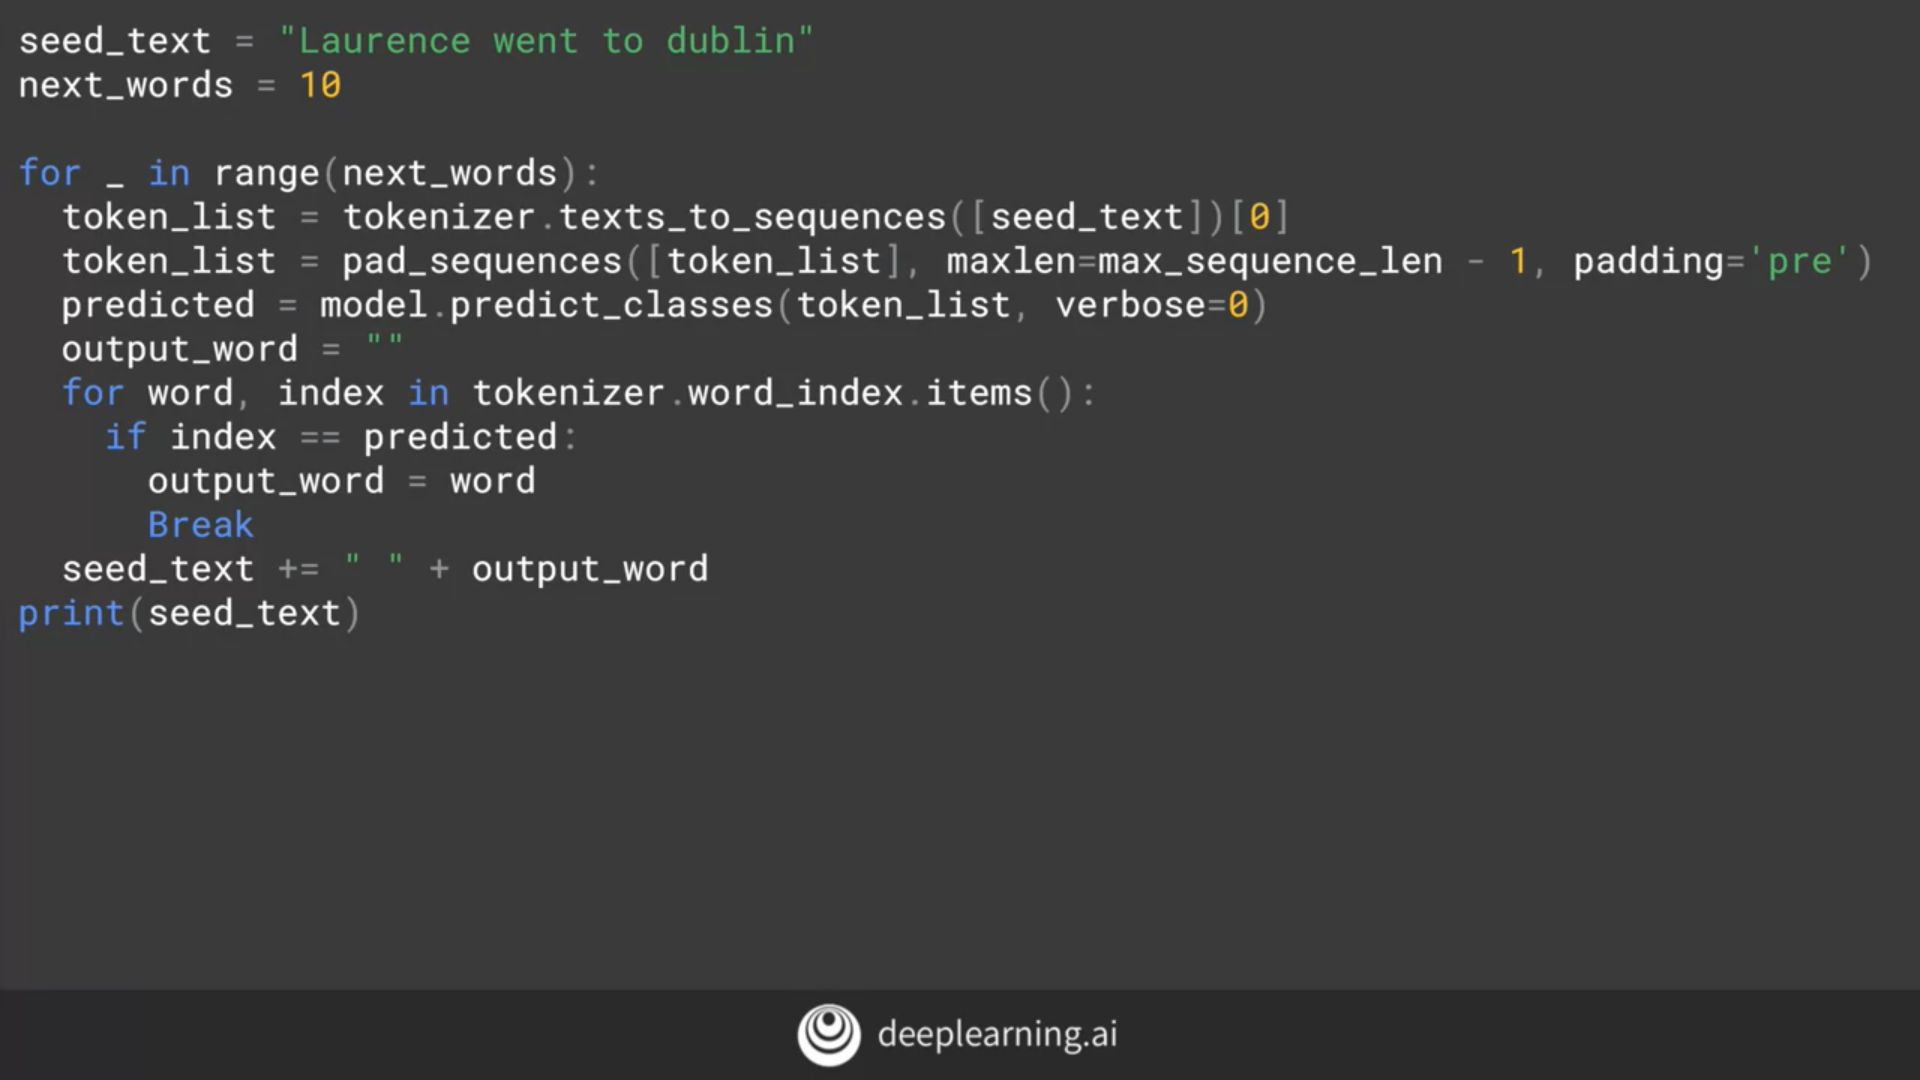 seed_text = "Laurence went to dublin"
next_words = 10
for _ in range(next_words):
  token_list = tokenizer.texts_to_sequences([seed_text])[0]
  token_list = pad_sequences([token_list], maxlen=max_sequence_len - 1, padding='pre')
  predicted = model.predict_classes(token_list, verbose=0)
  output_word = ""
  for word, index in tokenizer.word_index.items():
    if index == predicted:
      output_word = word
      Break
  seed_text += " " + output_word
print(seed_text)
deeplearning.ai